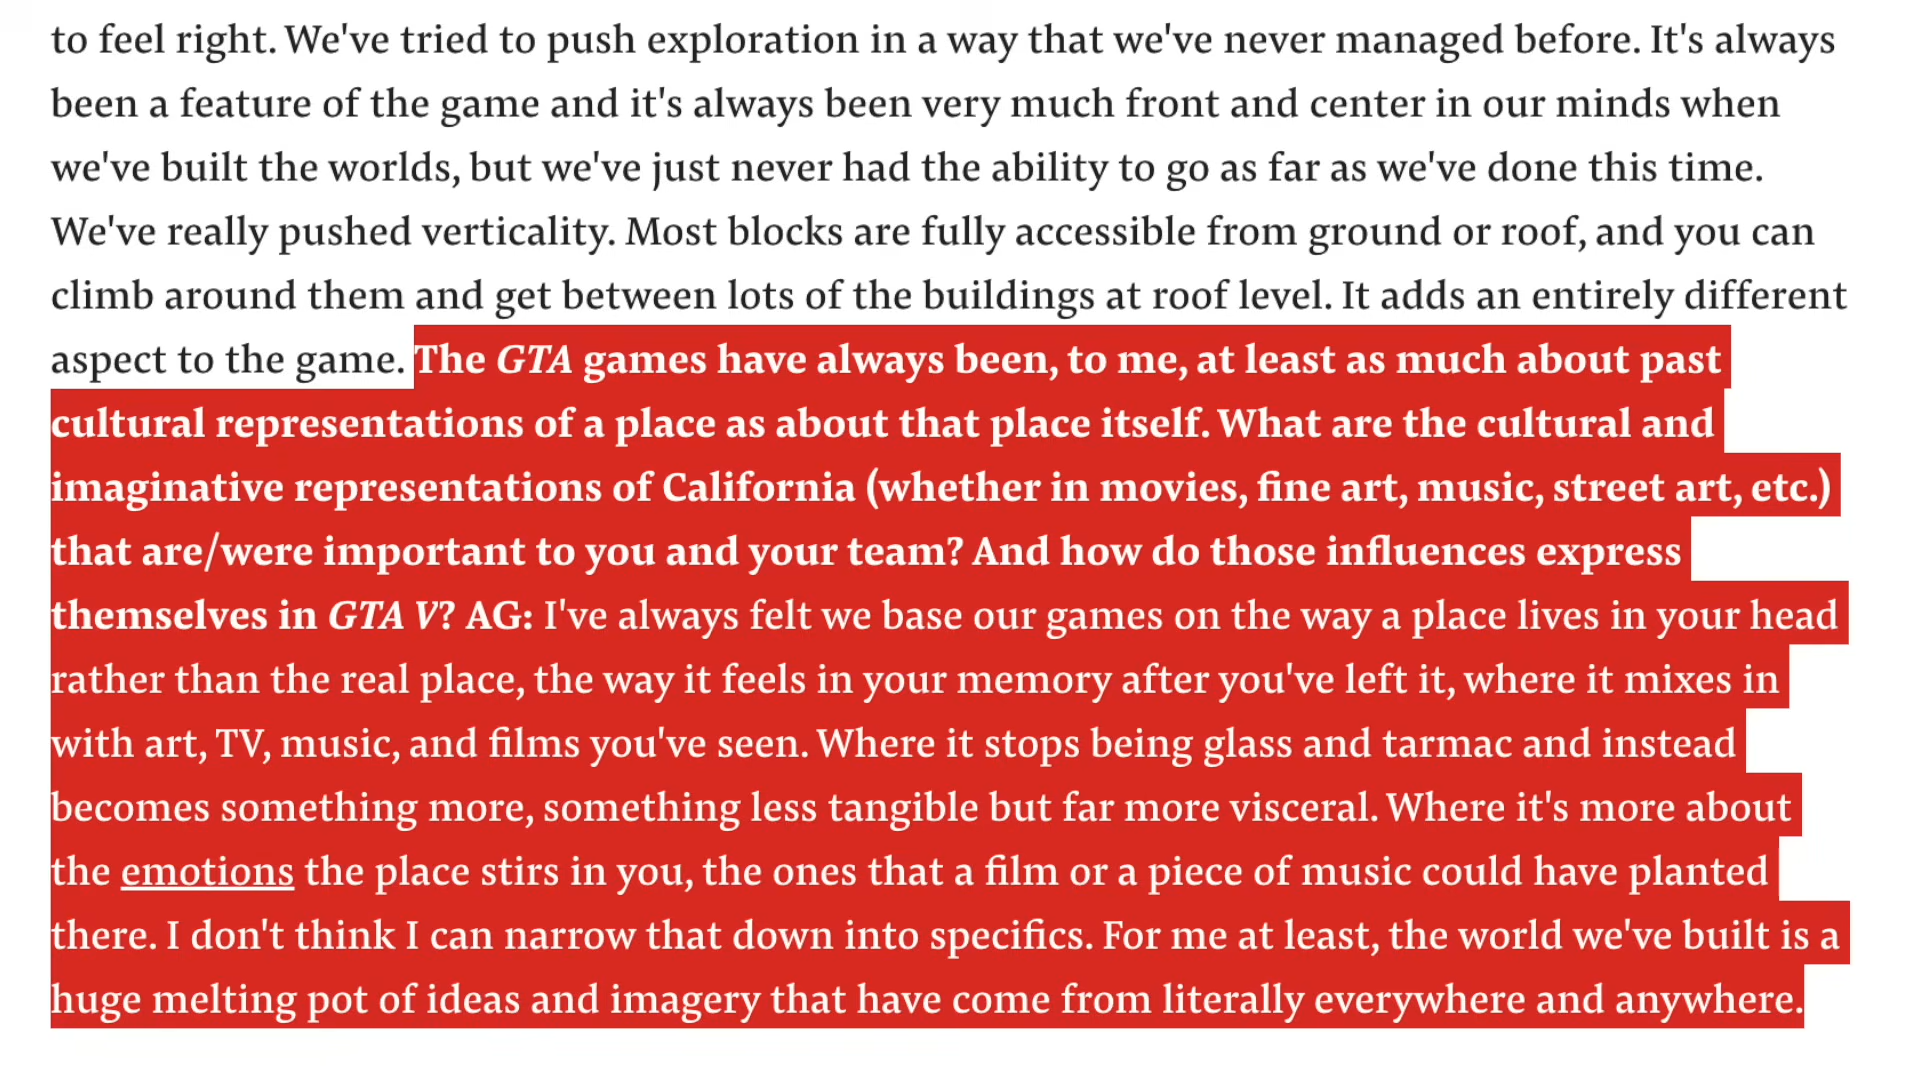 to feel right. We've tried to push exploration in a way that we've never managed before. It's always
been a feature of the game and it's always been very much front and center in our minds when
we've built the worlds, but we've just never had the ability to go as far as we've done this time.
We've really pushed verticality. Most blocks are fully accessible from ground or roof, and you can
climb around them and get between lots of the buildings at roof level. It adds an entirely different
aspect to the game. The GTA games have always been, to me, at least as much about past
cultural representations of a place as about that place itself. What are the cultural and
imaginative representations of California (whether in movies, fine art, music, street art, etc.)
that are/were important to you and your team? And how do those influences express
themselves in GTA V? AG: I've always felt we base our games on the way a place lives in your head
rather than the real place, the way it feels in your memory after you've left it, where it mixes in
with art, TV, music, and films you've seen. Where it stops being glass and tarmac and instead
becomes something more, something less tangible but far more visceral. Where it's more about
the emotions the place stirs in you, the ones that a film or a piece of music could have planted
there. I don't think I can narrow that down into specifics. For me at least, the world we've built is a
huge melting pot of ideas and imagery that have come from literally everywhere and anywhere.